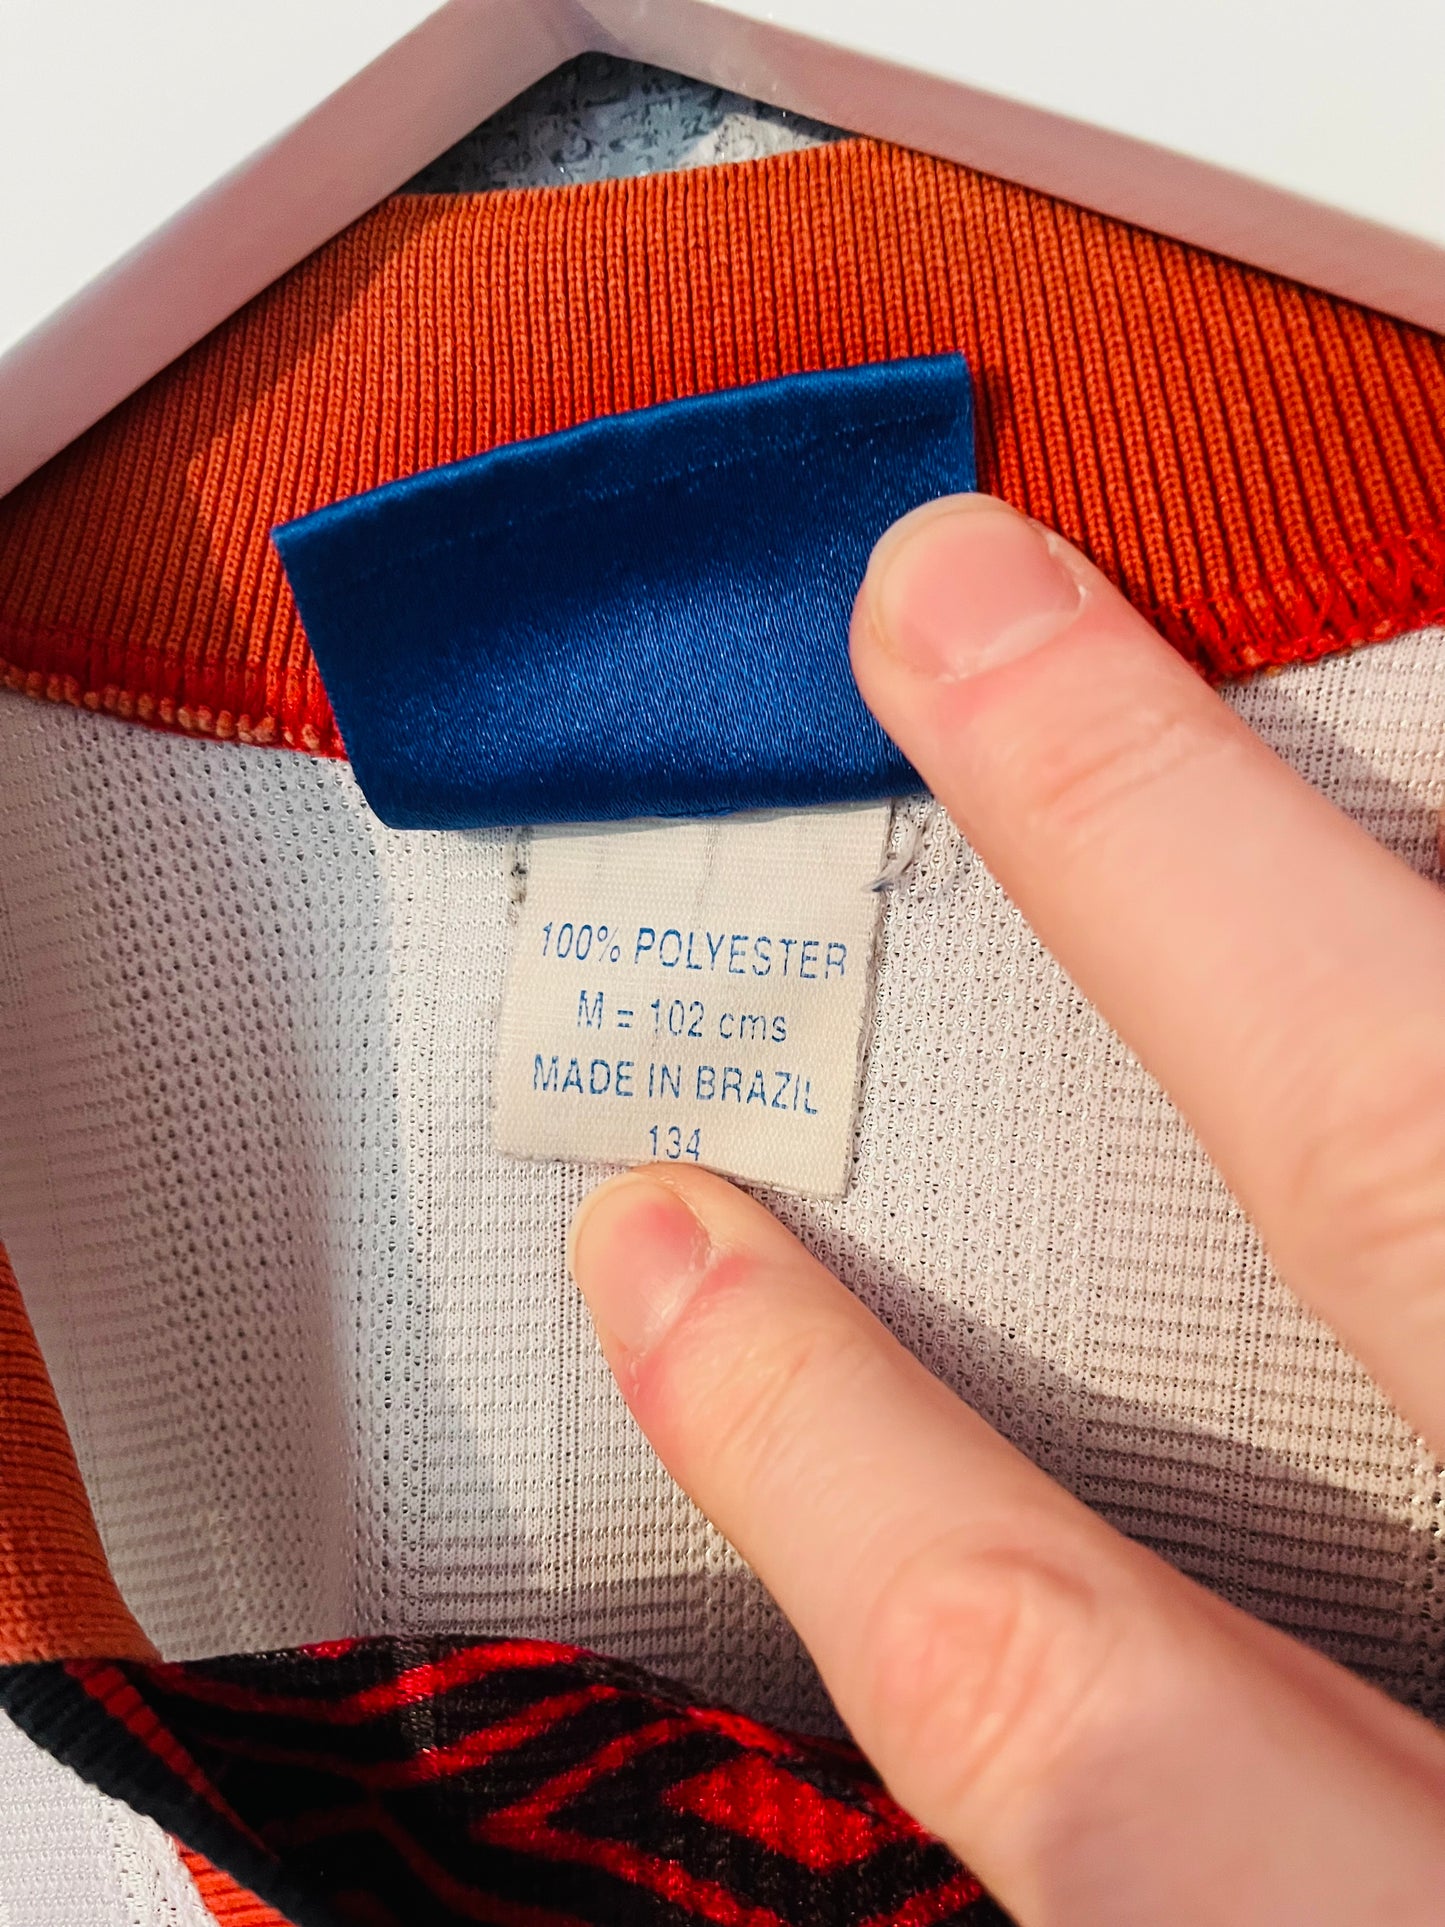 100% POLYESTER
M = 102 cms
MADE IN BRAZIL
134